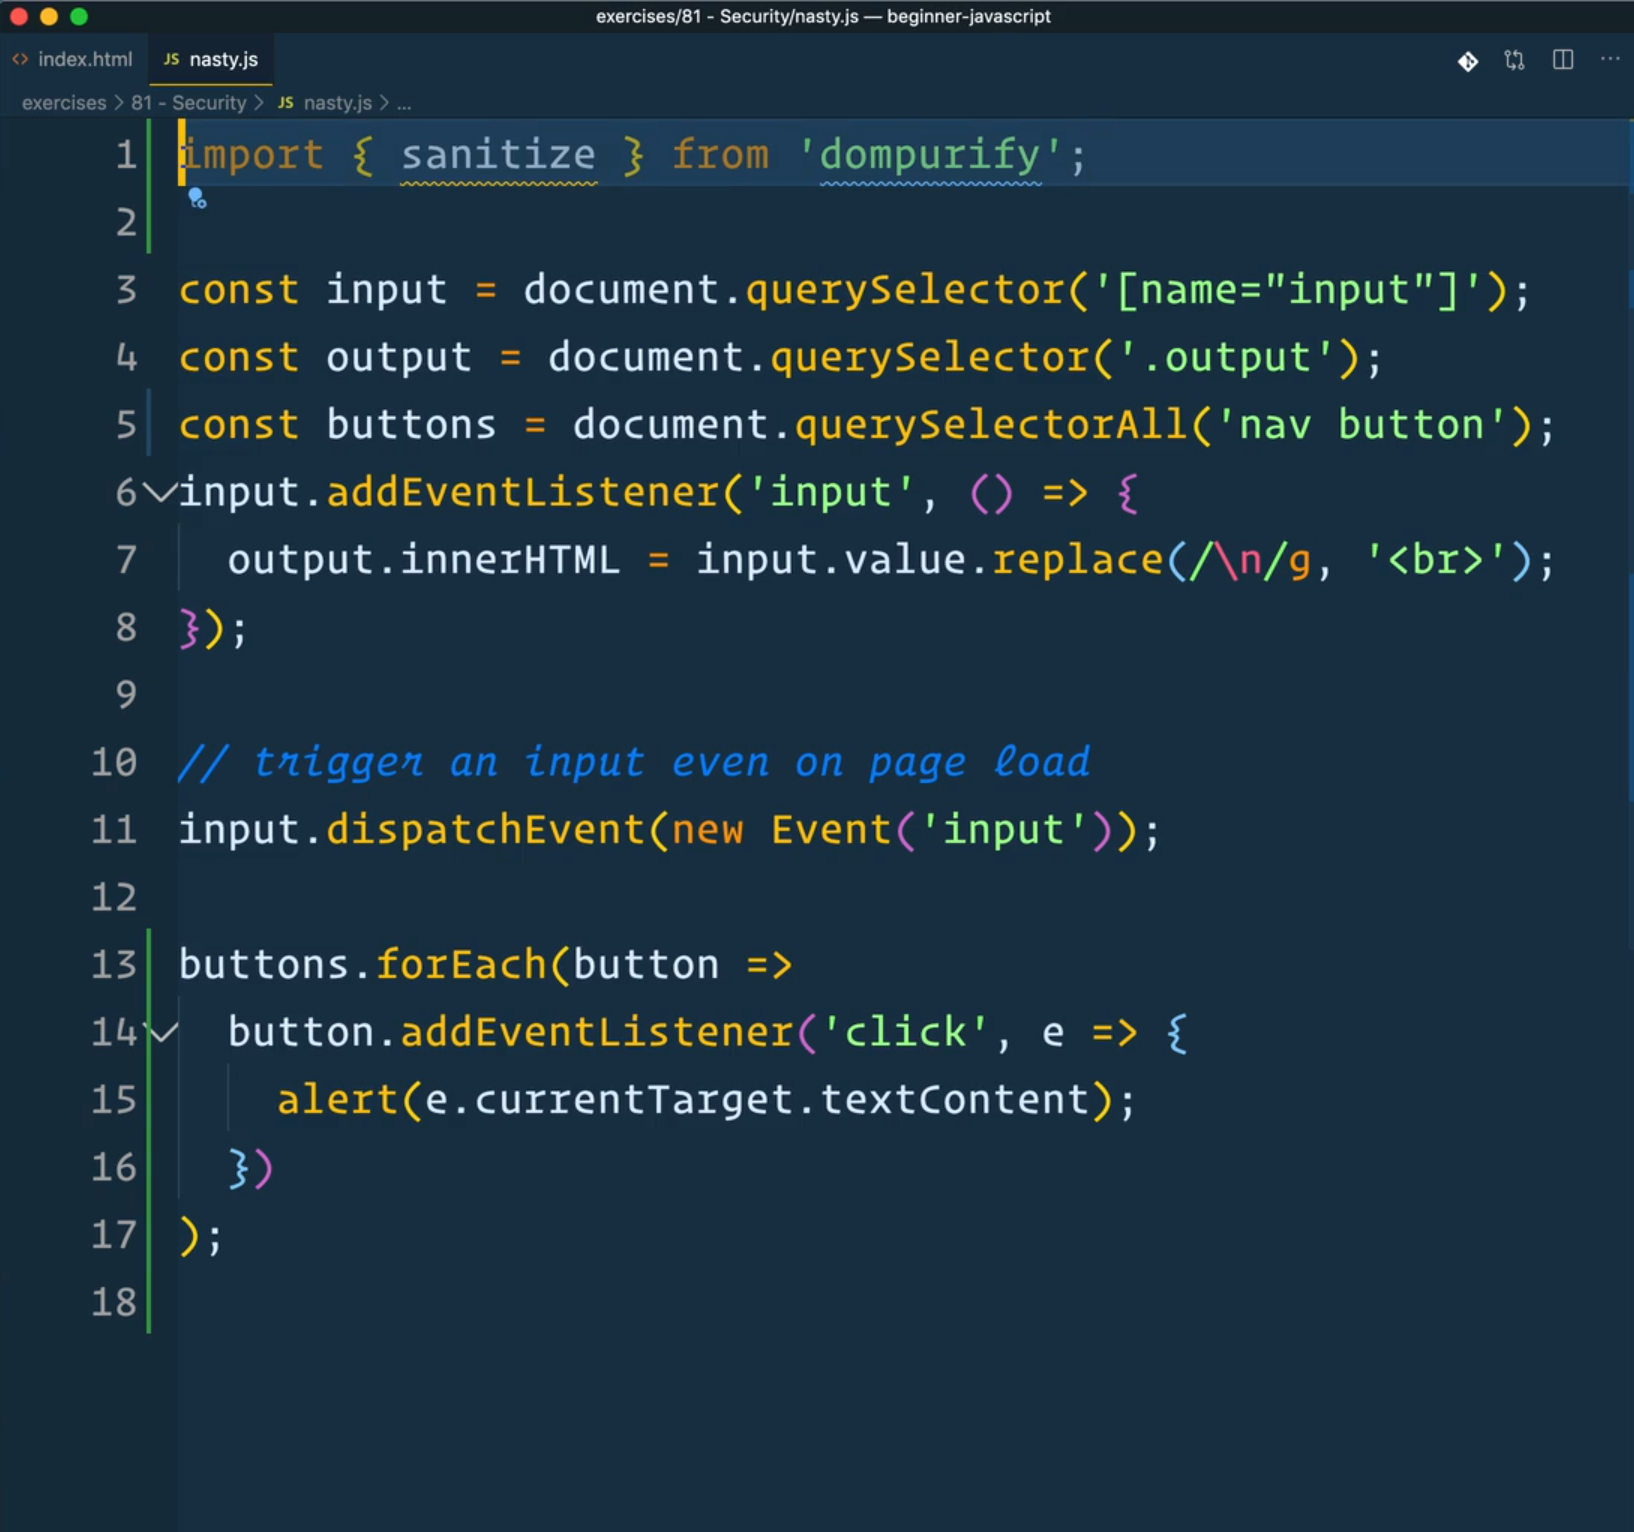 exercises/81 - Security/nasty.js — beginner-javascript
<> index.html JS nasty.js ...
exercises > 81 - Security > JS nasty.js > ...
1 import { sanitize } from 'dompurify';
2
3 const input = document.querySelector('[name="input"]');
4 const output = document.querySelector('.output');
5 const buttons = document.querySelectorAll('nav button');
6 input.addEventListener('input', () => {
7 output.innerHTML = input.value.replace(/\n/g, '<br>');
8 });
9
10 // trigger an input even on page load
11 input.dispatchEvent(new Event('input'));
12
13 buttons.forEach(button =>
14 button.addEventListener('click', e => {
15 alert(e.currentTarget.textContent);
16 })
17 );
18